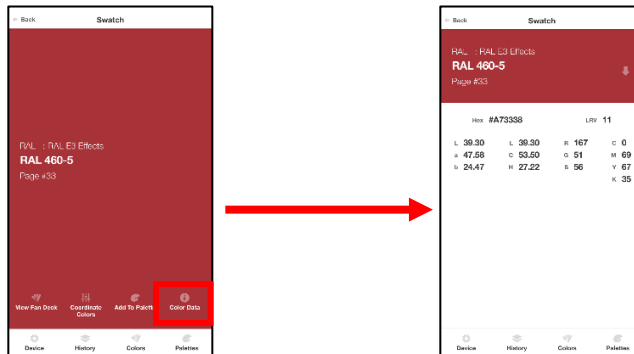 ← Back Swatch
RAL : RAL E3 Effects
RAL 460-5
Page #33
View Fan Deck Coordinate Colors Add To Palette Color Data
Device History Colors Palettes
← Back Swatch
RAL : RAL E3 Effects
RAL 460-5
Page #33
Hex #A73338 LRV 11
L 39.30 L 39.30 R 167 C 0
a 47.58 C 53.50 G 51 M 69
b 24.47 H 27.22 B 56 Y 67
K 35
Device History Colors Palettes